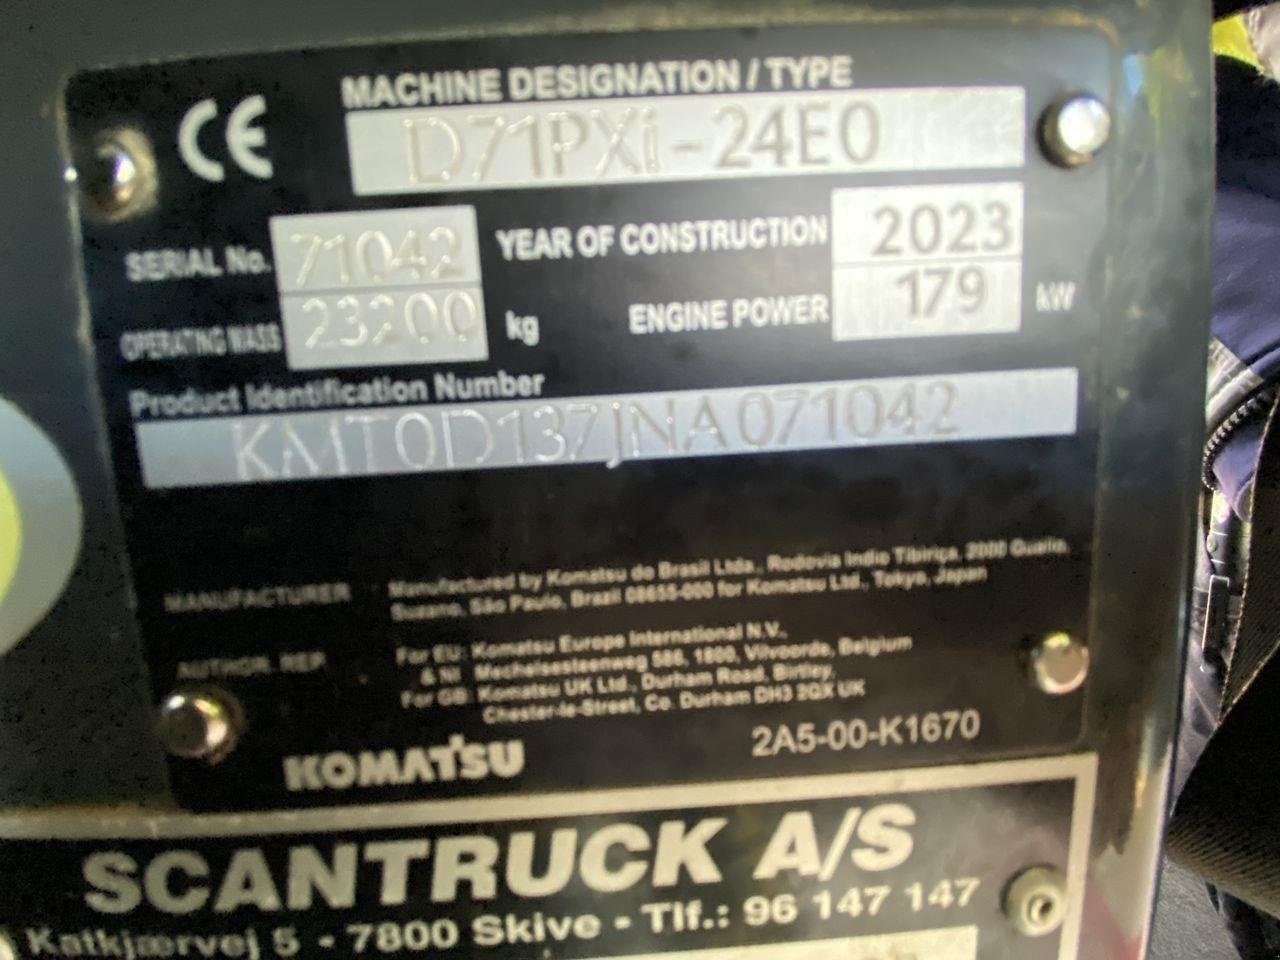 CE
MACHINE DESIGNATION / TYPE
D71PXi-24E0
SERIAL No. 71042
YEAR OF CONSTRUCTION 2023
OPERATING MASS 23200 kg
ENGINE POWER 179 kW
Product Identification Number
KMT0D137JNA071042
MANUFACTURER Manufactured by Komatsu do Brasil Ltda., Rodovia Indio Tibiriça, 2000 Quatin,
Suzano, São Paulo, Brazil 08655-000 for Komatsu Ltd., Tokyo, Japan
AUTHOR. REP. For EU: Komatsu Europe International N.V.,
& NI Mechelsesteenweg 586, 1800, Vilvoorde, Belgium
For GB: Komatsu UK Ltd., Durham Road, Birtley,
Chester-le-Street, Co. Durham DH3 2QX UK
KOMATSU 2A5-00-K1670
SCANTRUCK A/S
Katkjærvej 5 - 7800 Skive - Tlf.: 96 147 147